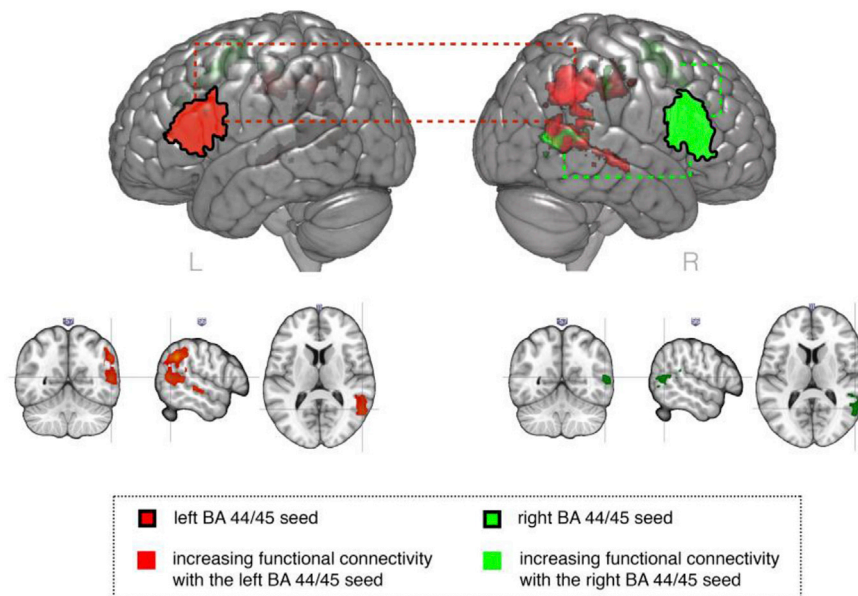 L
R
left BA 44/45 seed
right BA 44/45 seed
increasing functional connectivity
with the left BA 44/45 seed
increasing functional connectivity
with the right BA 44/45 seed